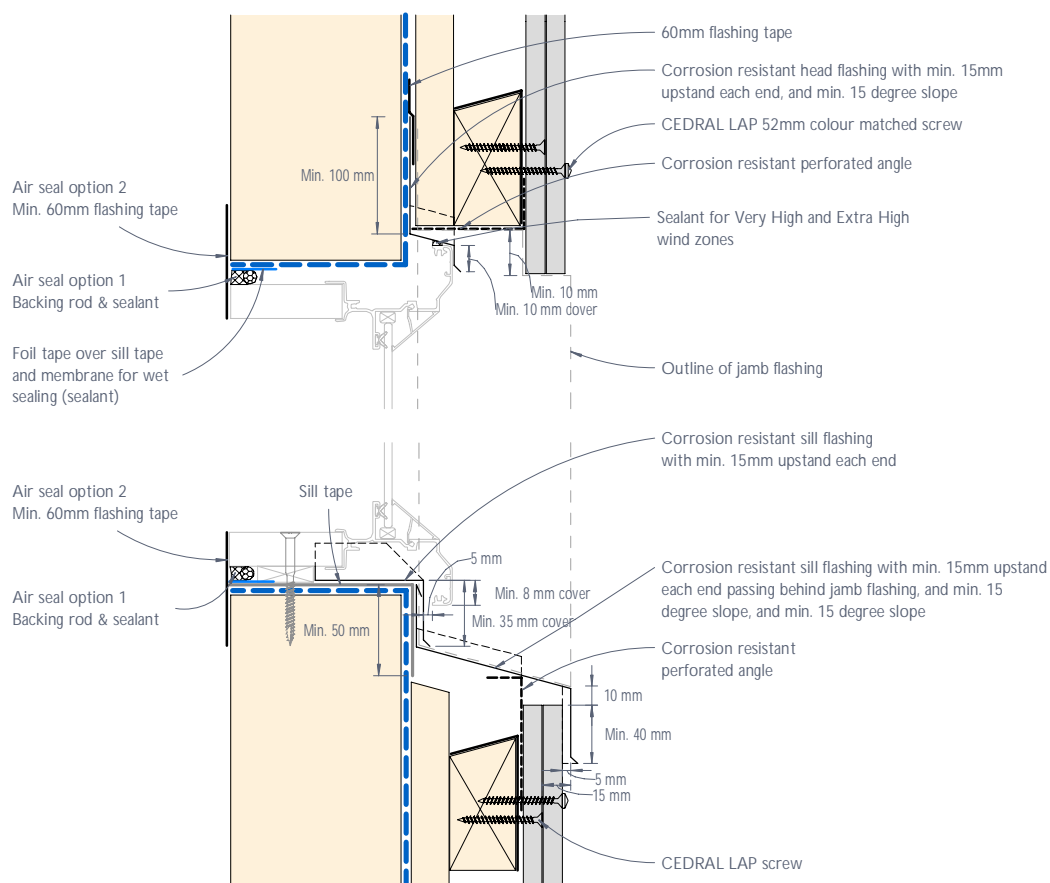 60mm flashing tape
Corrosion resistant head flashing with min. 15mm
upstand each end, and min. 15 degree slope
CEDRAL LAP 52mm colour matched screw
Corrosion resistant perforated angle
Min. 100 mm
Air seal option 2
Min. 60mm flashing tape
Sealant for Very High and Extra High
wind zones
Air seal option 1
Backing rod & sealant
Min. 10 mm
Min. 10 mm cover
Foil tape over sill tape
and membrane for wet
sealing (sealant)
Outline of jamb flashing
Corrosion resistant sill flashing
with min. 15mm upstand each end
Air seal option 2
Min. 60mm flashing tape
Sill tape
5 mm
Corrosion resistant sill flashing with min. 15mm upstand
each end passing behind jamb flashing, and min. 15
degree slope, and min. 15 degree slope
Min. 8 mm cover
Air seal option 1
Backing rod & sealant
Min. 35 mm cover
Min. 50 mm
Corrosion resistant
perforated angle
10 mm
Min. 40 mm
5 mm
15 mm
CEDRAL LAP screw